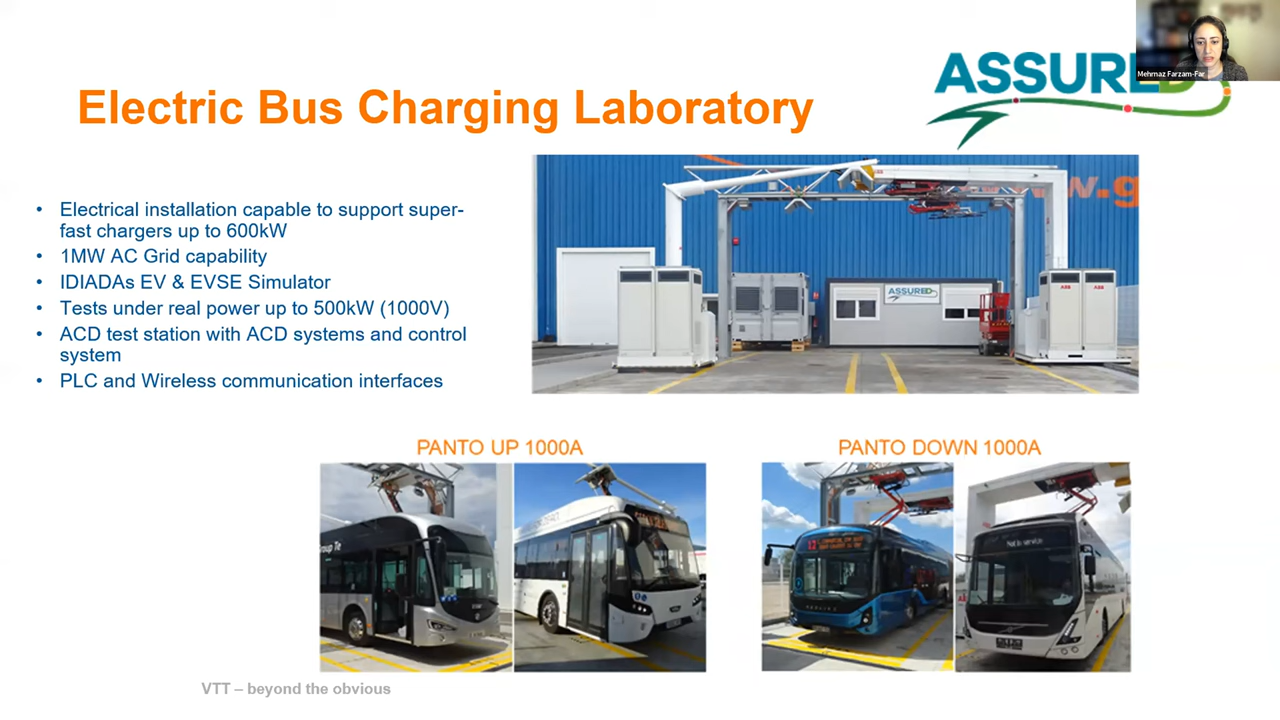 Mehrnaz Farzam-Far
ASSURED
Electric Bus Charging Laboratory
• Electrical installation capable to support super-
fast chargers up to 600kW
• 1MW AC Grid capability
• IDIADAs EV & EVSE Simulator
• Tests under real power up to 500kW (1000V)
• ACD test station with ACD systems and control
system
• PLC and Wireless communication interfaces
www.g
ASSURED
ABB
ABB
PANTO UP 1000A
PANTO DOWN 1000A
Not in service
VTT – beyond the obvious